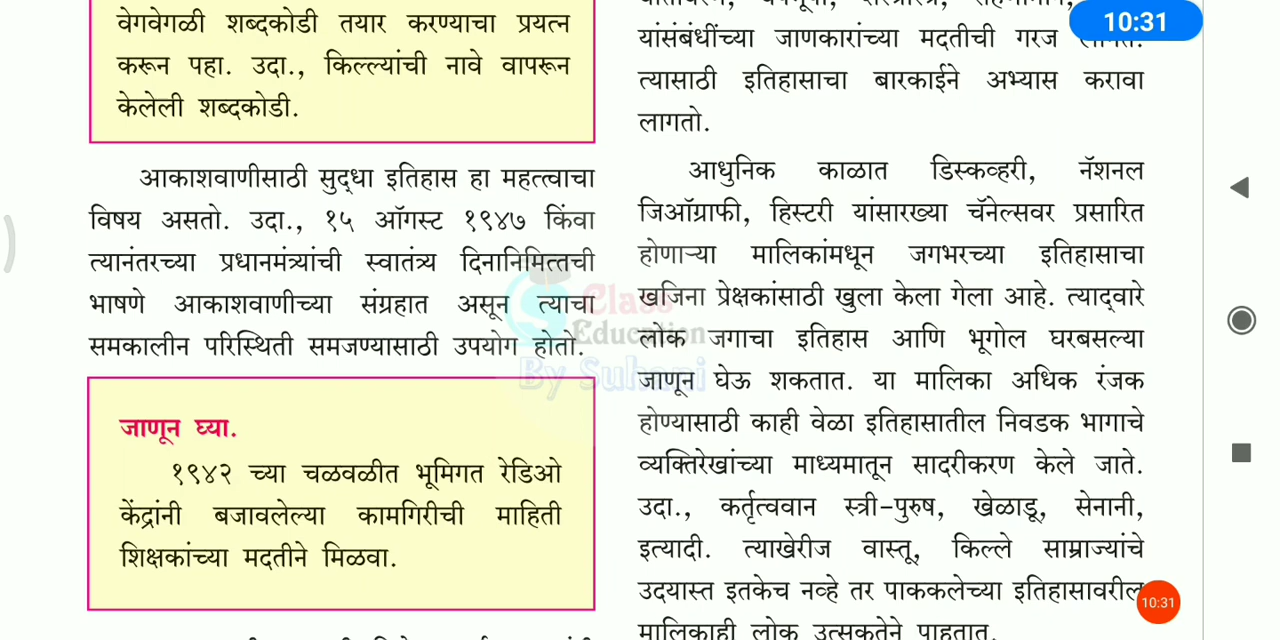 वेगवेगळी शब्दकोडी तयार करण्याचा प्रयत्न
करून पहा. उदा., किल्ल्यांची नावे वापरून
केलेली शब्दकोडी.
आकाशवाणीसाठी सुद्धा इतिहास हा महत्त्वाचा
विषय असतो. उदा., १५ ऑगस्ट १९४७ किंवा
त्यानंतरच्या प्रधानमंत्र्यांची स्वातंत्र्य दिनानिमित्तची
भाषणे आकाशवाणीच्या संग्रहात असून त्याचा
समकालीन परिस्थिती समजण्यासाठी उपयोग होतो.
जाणून घ्या.
१९४२ च्या चळवळीत भूमिगत रेडिओ
केंद्रांनी बजावलेल्या कामगिरीची माहिती
शिक्षकांच्या मदतीने मिळवा.
यांसंबंधींच्या जाणकारांच्या मदतीची गरज लागते.
त्यासाठी इतिहासाचा बारकाईने अभ्यास करावा
लागतो.
आधुनिक काळात डिस्कव्हरी, नॅशनल
जिऑग्राफी, हिस्टरी यांसारख्या चॅनेल्सवर प्रसारित
होणाऱ्या मालिकांमधून जगभरच्या इतिहासाचा
खजिना प्रेक्षकांसाठी खुला केला गेला आहे. त्याद्वारे
लोक जगाचा इतिहास आणि भूगोल घरबसल्या
जाणून घेऊ शकतात. या मालिका अधिक रंजक
होण्यासाठी काही वेळा इतिहासातील निवडक भागाचे
व्यक्तिरेखांच्या माध्यमातून सादरीकरण केले जाते.
उदा., कर्तृत्ववान स्त्री-पुरुष, खेळाडू, सेनानी,
इत्यादी. त्याखेरीज वास्तू, किल्ले साम्राज्यांचे
उदयास्त इतकेच नव्हे तर पाककलेच्या इतिहासावरील
मालिकाही लोक उत्सुकतेने पाहतात.
10:31
Class
Education
By Suhani
10:31